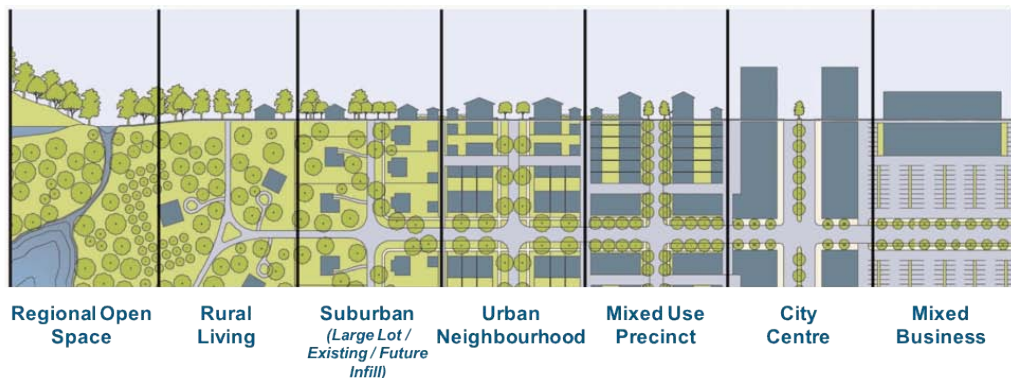 Regional Open
Space
Rural
Living
Suburban
(Large Lot /
Existing / Future
Infill)
Urban
Neighbourhood
Mixed Use
Precinct
City
Centre
Mixed
Business